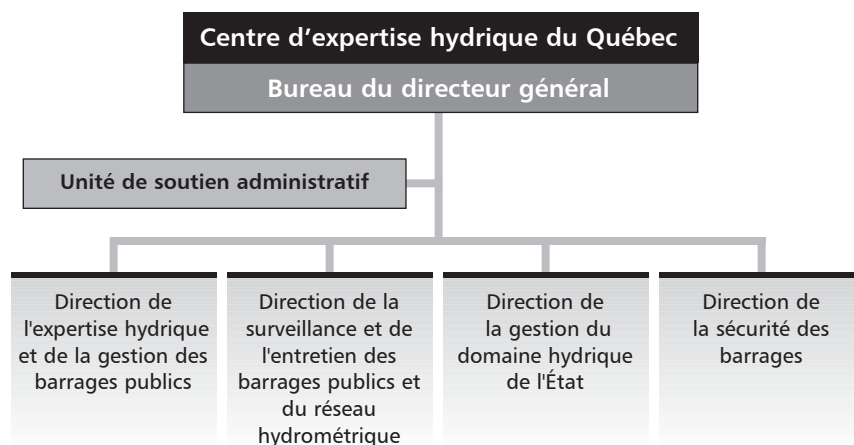 Centre d'expertise hydrique du Québec
Bureau du directeur général
Unité de soutien administratif
Direction de
l'expertise hydrique
et de la gestion des
barrages publics
Direction de la
surveillance et de
l'entretien des
barrages publics et
du réseau
hydrométrique
Direction de
la gestion du
domaine hydrique
de l'État
Direction de
la sécurité des
barrages